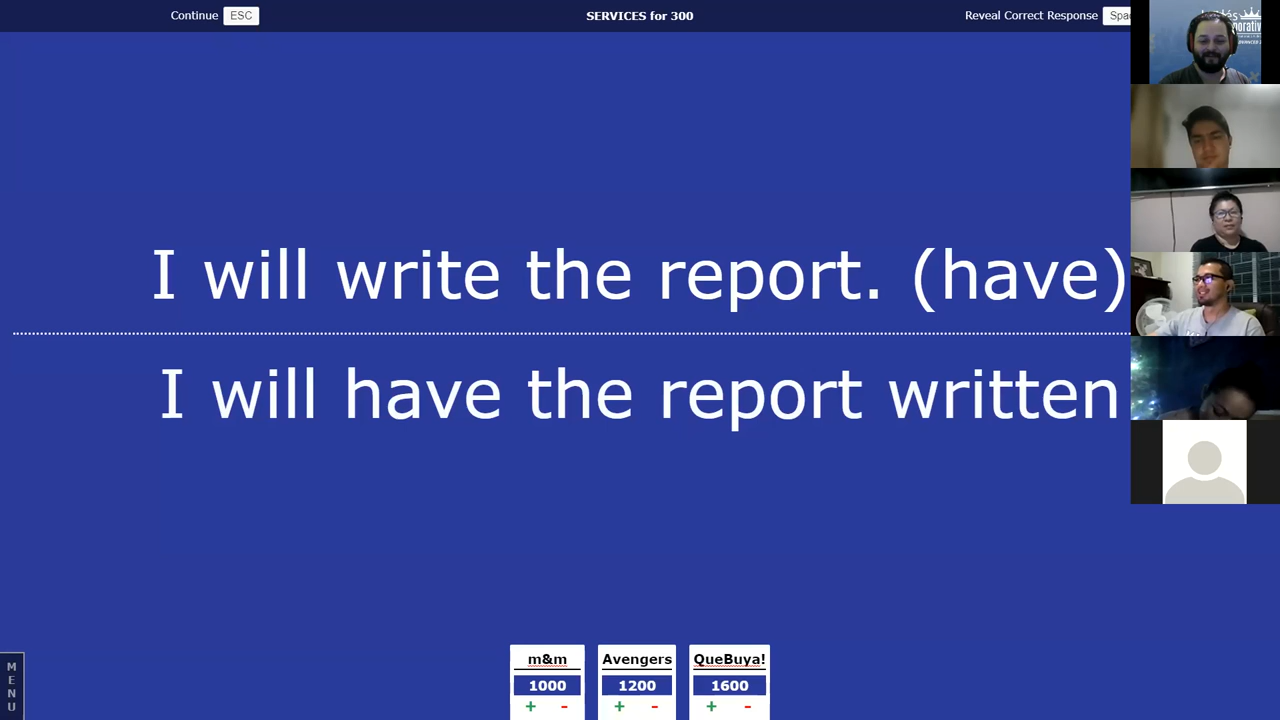 Continue ESC SERVICES for 300 Reveal Correct Response
I will write the report. (have)
I will have the report written
m&m Avengers QueBuya!
1000 1200 1600
+ - + - + -
MENU